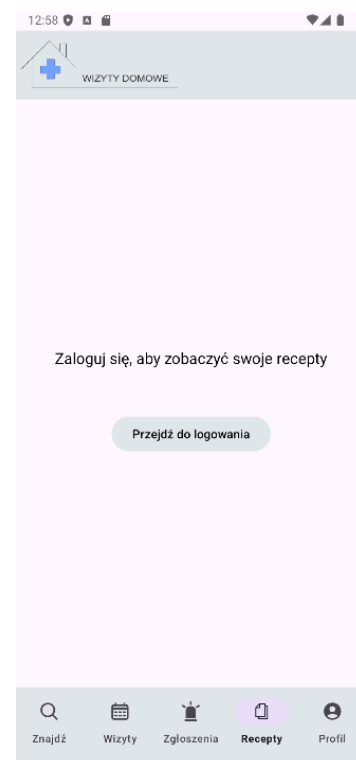 12:58
WIZYTY DOMOWE
Zaloguj się, aby zobaczyć swoje recepty
Przejdź do logowania
Znajdź Wizyty Zgłoszenia Recepty Profil